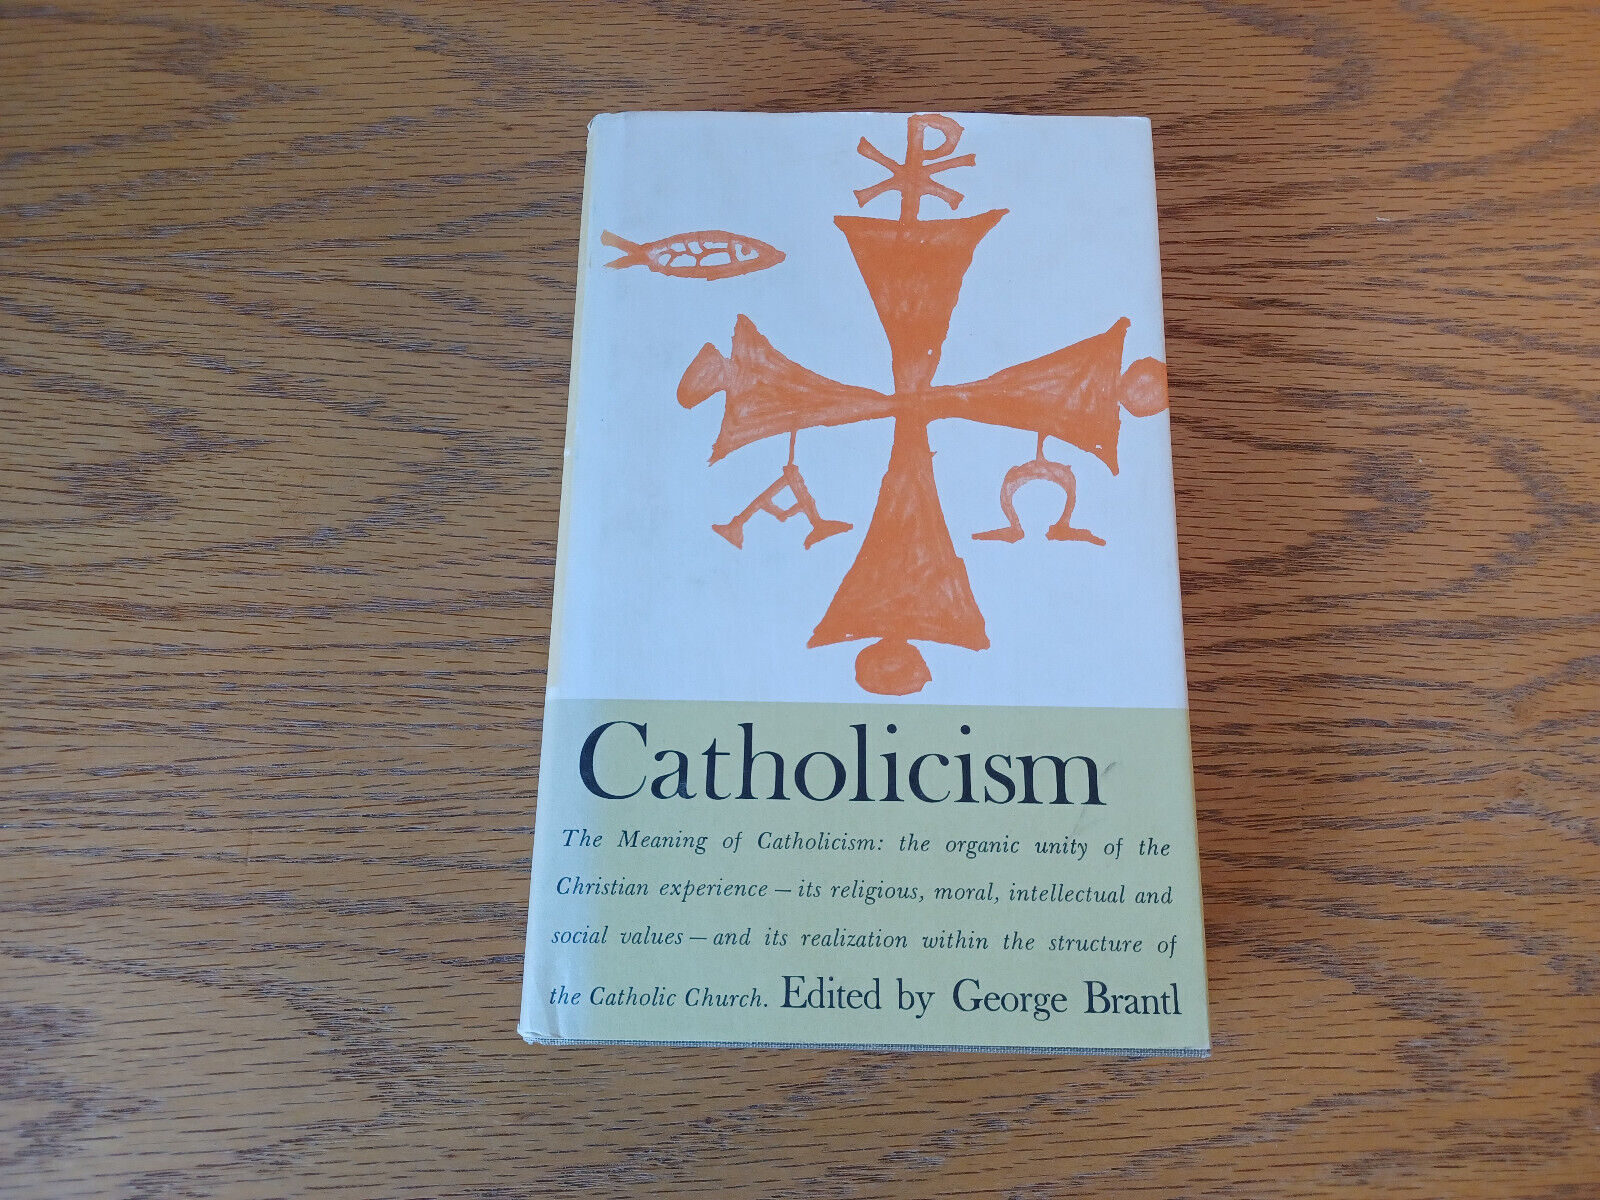 ☧
Α Ω
Catholicism
The Meaning of Catholicism: the organic unity of the
Christian experience — its religious, moral, intellectual and
social values — and its realization within the structure of
the Catholic Church. Edited by George Brantl